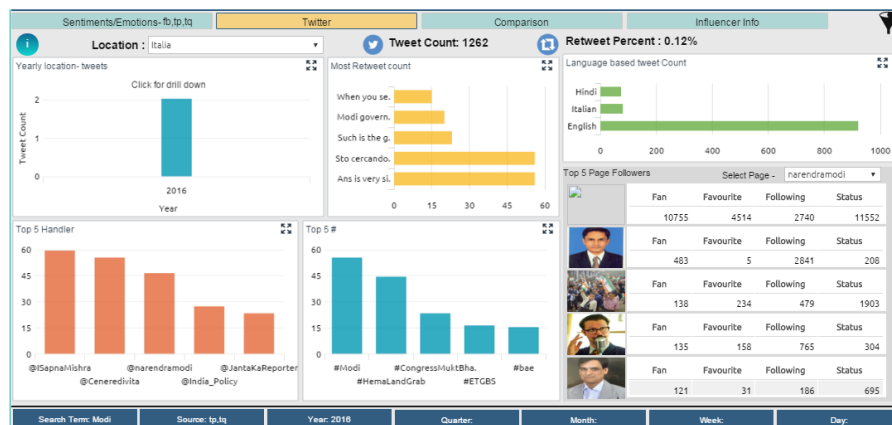 Sentiments/Emotions- fb,tp,tq Twitter Comparison Influencer Info
i Location : Italia Tweet Count: 1262 Retweet Percent : 0.12%
Yearly location- tweets
Click for drill down
Tweet Count
2
1
0
2016
Year
Most Retweet count
When you se.
Modi govern.
Such is the g.
Sto cercando.
Ans is very si.
0 15 30 45 60
Language based tweet Count
Hindi
Italian
English
0 200 400 600 800 1000
Top 5 Page Followers Select Page - narendramodi
Fan Favourite Following Status
10755 4514 2740 11552
Fan Favourite Following Status
483 5 2841 208
Fan Favourite Following Status
138 234 479 1903
Fan Favourite Following Status
135 158 765 304
Fan Favourite Following Status
121 31 186 695
Top 5 Handler
60
45
30
15
0
@ISapnaMishra @narendramodi @JantaKaReporter
@Ceneredivita @India_Policy
Top 5 #
60
45
30
15
0
#Modi #CongressMuktBha. #bae
#HemaLandGrab #ETGBS
Search Term: Modi Source: tp,tq Year: 2016 Quarter: Month: Week: Day: